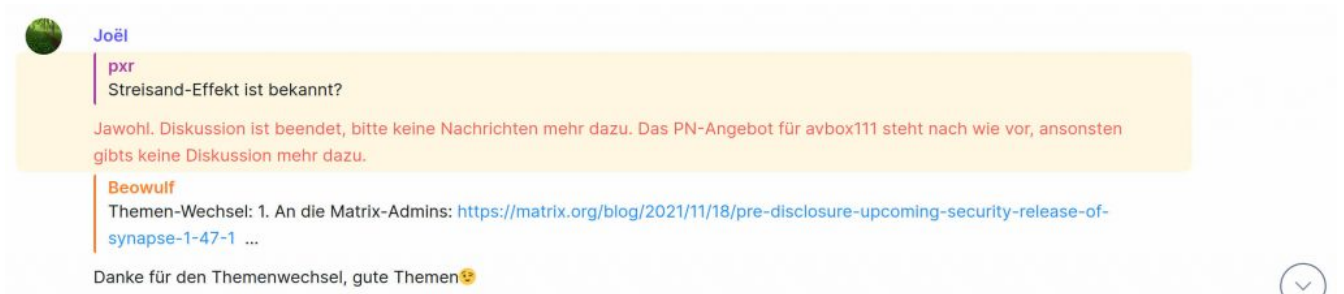 Joël
pxr
Streisand-Effekt ist bekannt?
Jawohl. Diskussion ist beendet, bitte keine Nachrichten mehr dazu. Das PN-Angebot für avbox111 steht nach wie vor, ansonsten
gibts keine Diskussion mehr dazu.
Beowulf
Themen-Wechsel: 1. An die Matrix-Admins: https://matrix.org/blog/2021/11/18/pre-disclosure-upcoming-security-release-of-
synapse-1-47-1 ...
Danke für den Themenwechsel, gute Themen😉